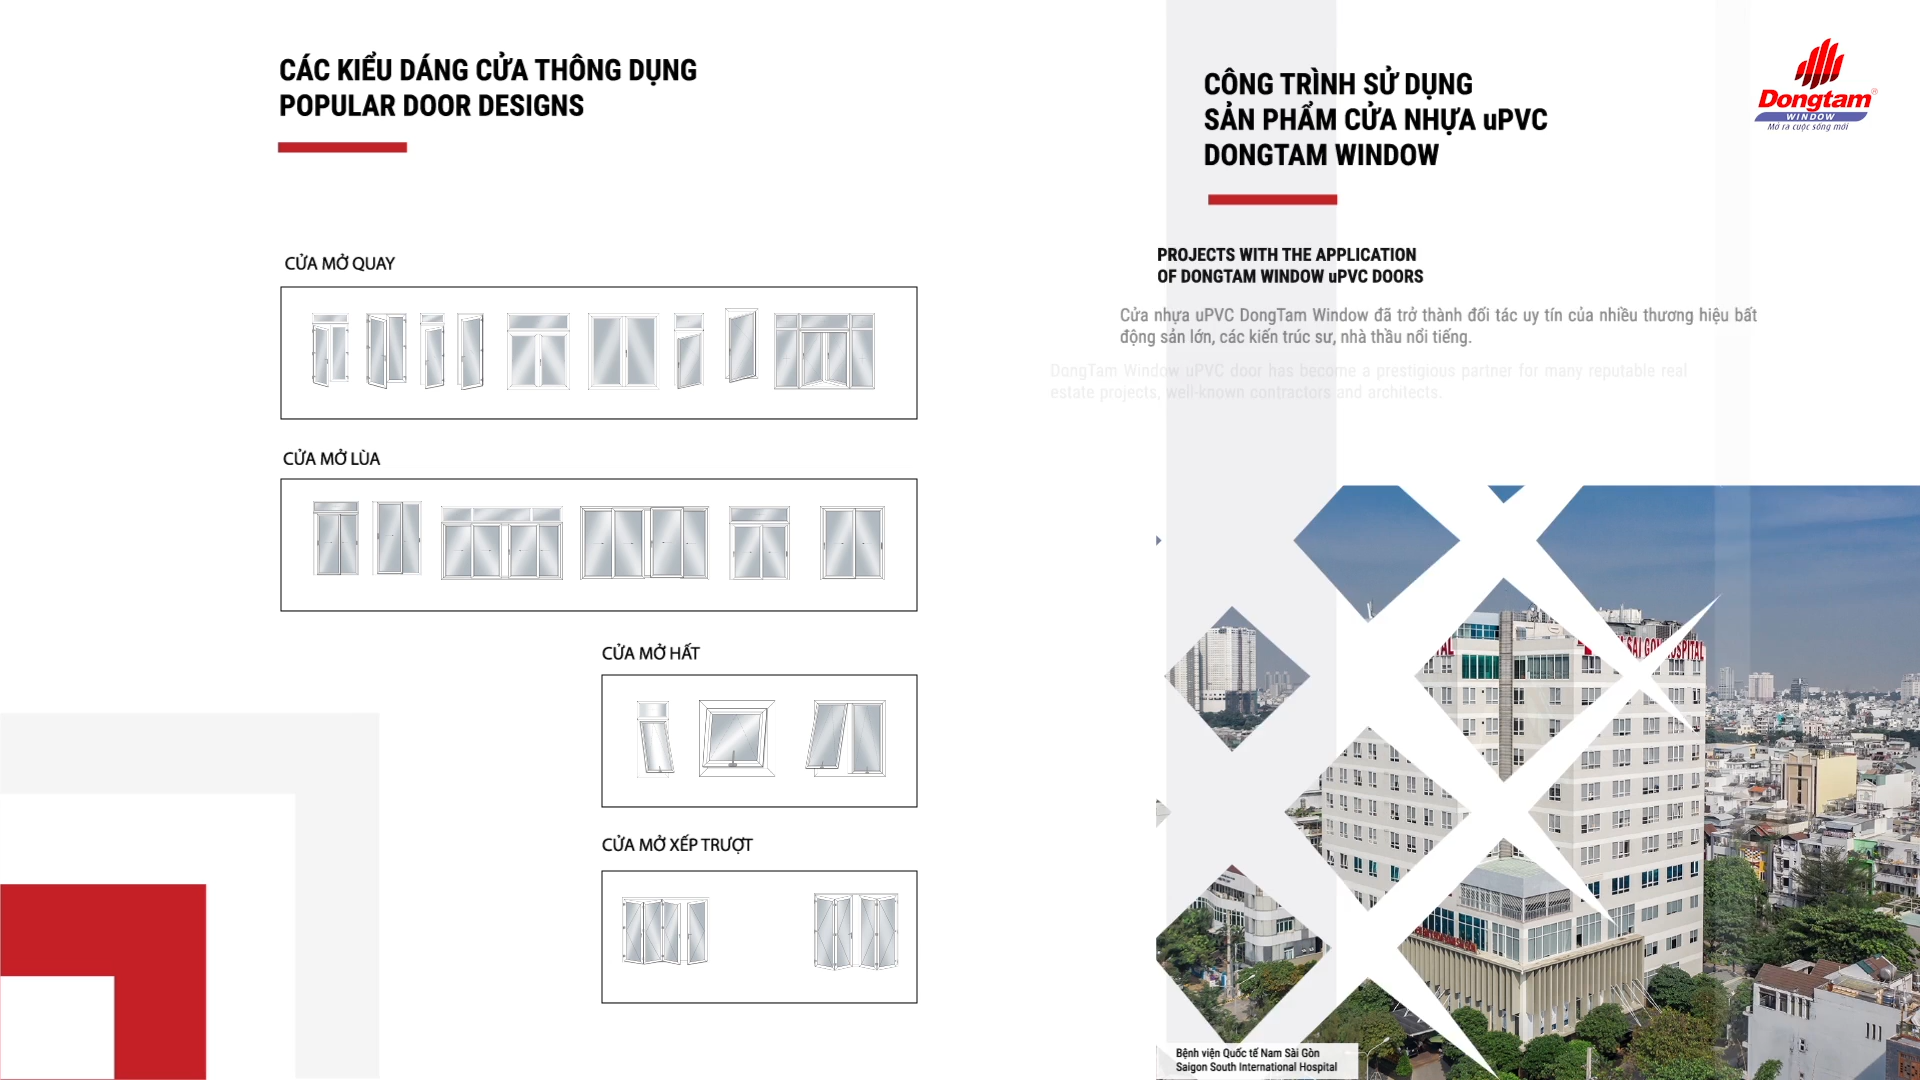 CÁC KIỂU DÁNG CỬA THÔNG DỤNG
POPULAR DOOR DESIGNS
CỬA MỞ QUAY
CỬA MỞ LÙA
CỬA MỞ HẤT
CỬA MỞ XẾP TRƯỢT
CÔNG TRÌNH SỬ DỤNG
SẢN PHẨM CỬA NHỰA uPVC
DONGTAM WINDOW
Dongtam®
WINDOW
Mở ra cuộc sống mới
PROJECTS WITH THE APPLICATION
OF DONGTAM WINDOW uPVC DOORS
Cửa nhựa uPVC DongTam Window đã trở thành đối tác uy tín của nhiều thương hiệu bất
động sản lớn, các kiến trúc sư, nhà thầu nổi tiếng.
DongTam Window uPVC door has become a prestigious partner for many reputable real
estate projects, well-known contractors and architects.
SAI GON HOSPITAL
Bệnh viện Quốc tế Nam Sài Gòn
Saigon South International Hospital